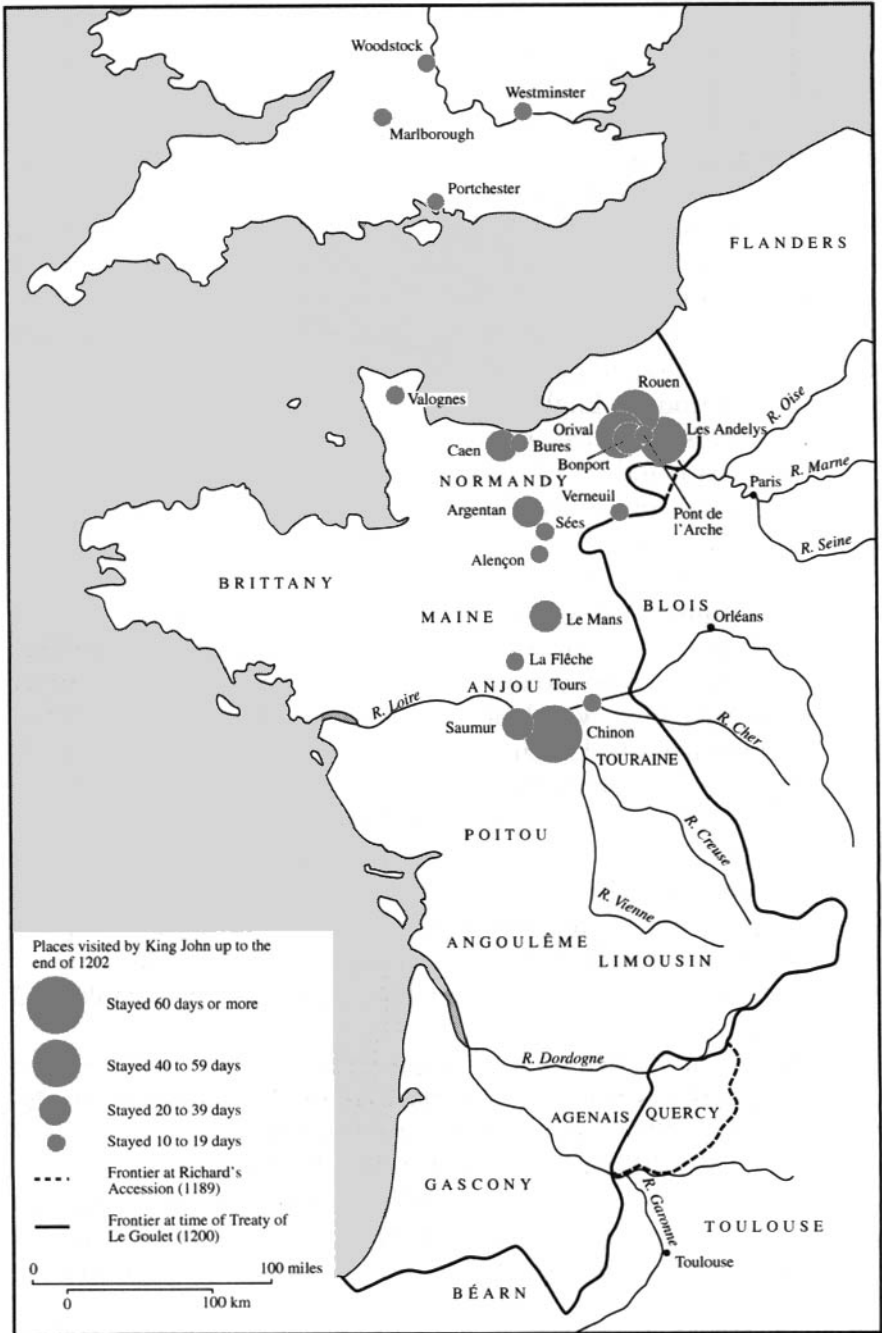 Woodstock
Westminster
Marlborough
Portchester
FLANDERS
Rouen
R. Oise
Valognes
Orival
Les Andelys
Caen
Bures
Bonport
R. Marne
NORMANDY
Paris
Verneuil
Argentan
Pont de
l'Arche
Sées
R. Seine
Alençon
BRITTANY
BLOIS
Orléans
MAINE
Le Mans
La Flêche
ANJOU
Tours
R. Loire
R. Cher
Saumur
Chinon
TOURAINE
R. Creuse
POITOU
R. Vienne
ANGOULÊME
LIMOUSIN
R. Dordogne
AGENAIS
QUERCY
GASCONY
R. Garonne
TOULOUSE
Toulouse
BÉARN
Places visited by King John up to the
end of 1202
Stayed 60 days or more
Stayed 40 to 59 days
Stayed 20 to 39 days
Stayed 10 to 19 days
Frontier at Richard's
Accession (1189)
Frontier at time of Treaty of
Le Goulet (1200)
0 100 miles
0 100 km